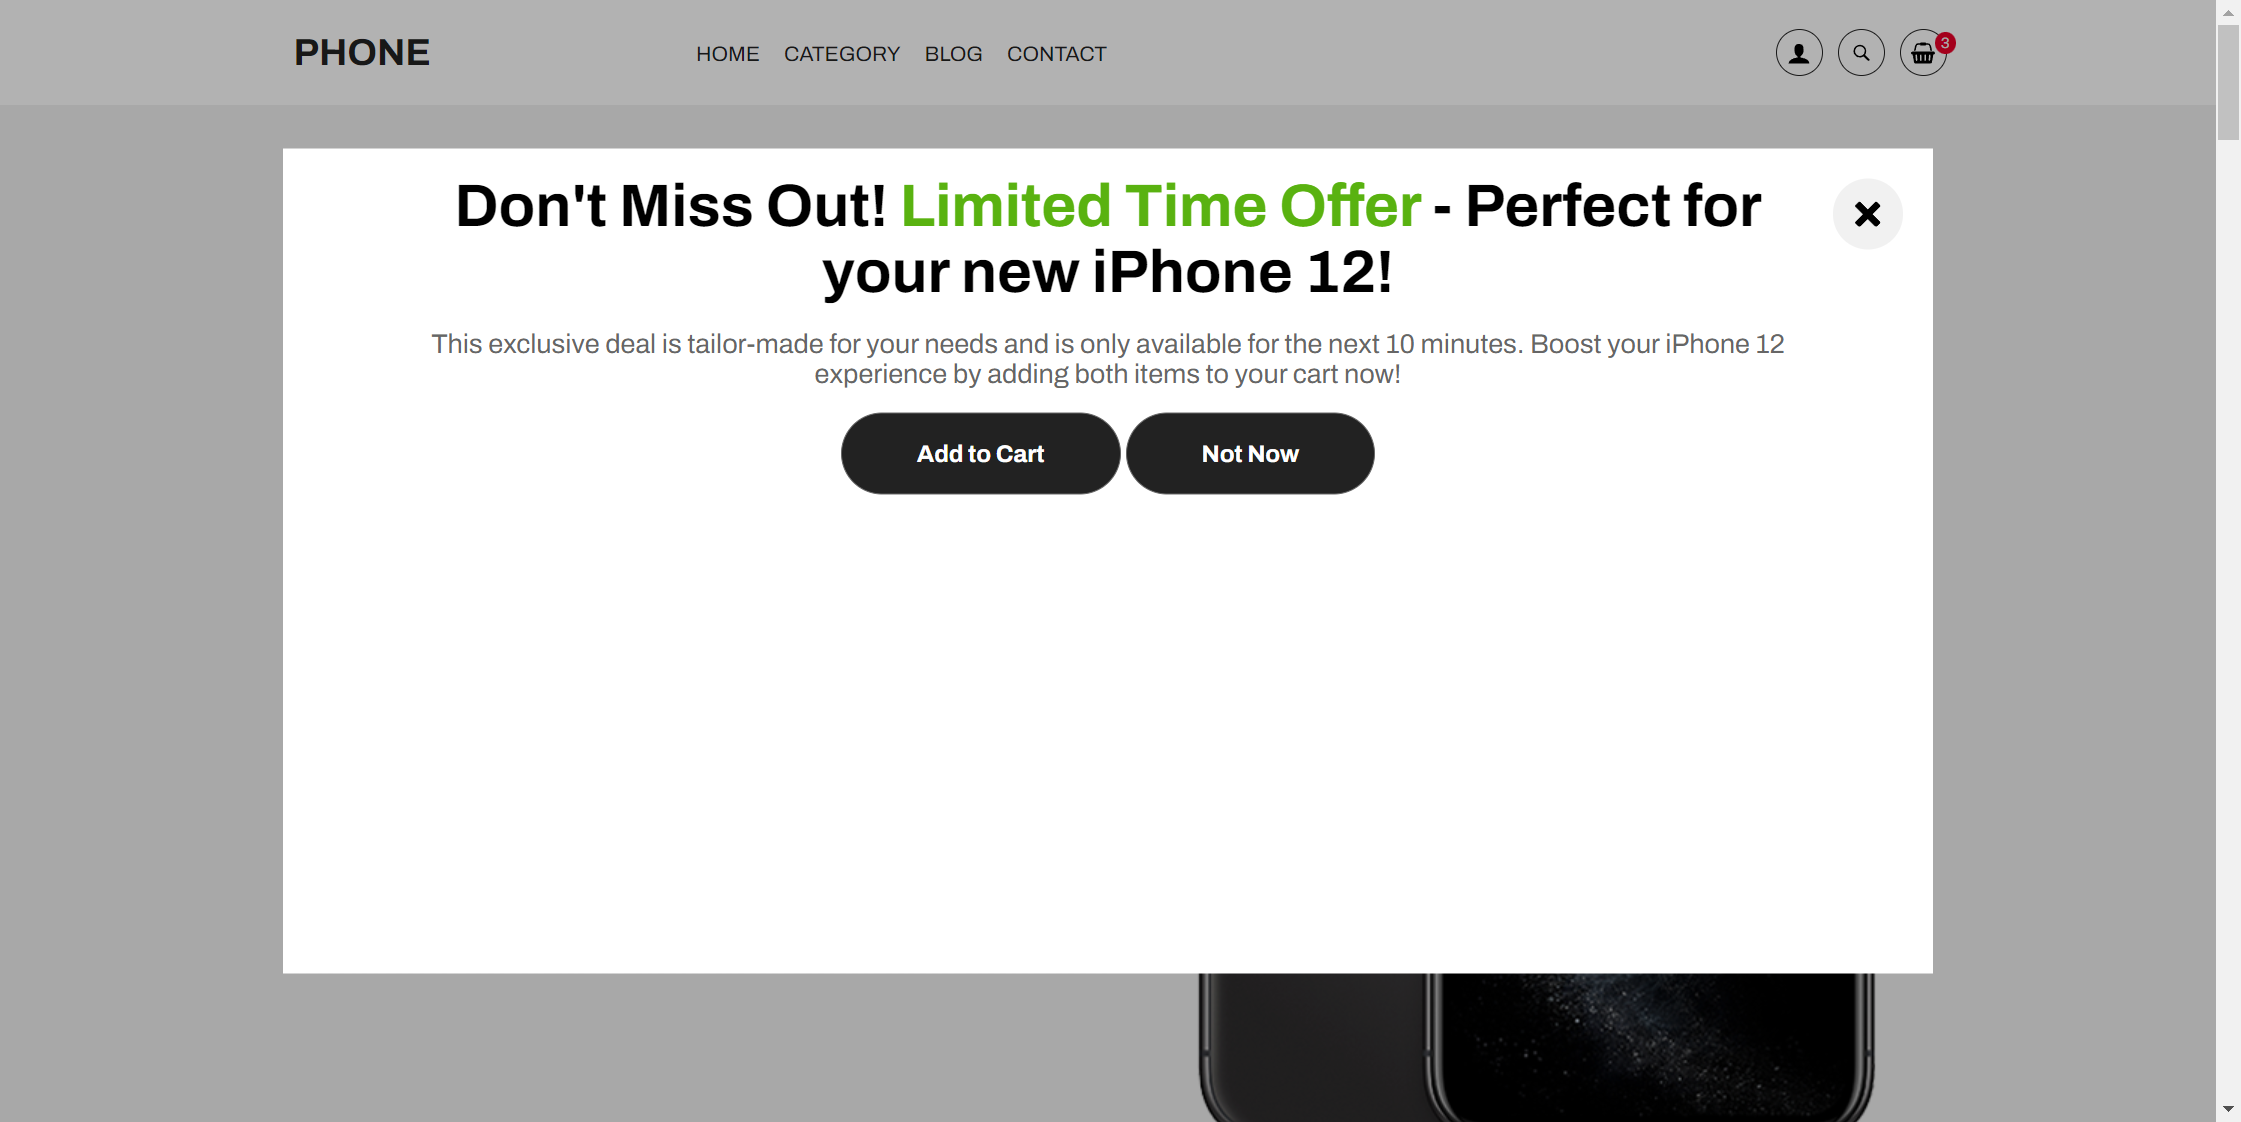 PHONE
HOME CATEGORY BLOG CONTACT
3
Don't Miss Out! Limited Time Offer - Perfect for
your new iPhone 12!
This exclusive deal is tailor-made for your needs and is only available for the next 10 minutes. Boost your iPhone 12
experience by adding both items to your cart now!
Add to Cart Not Now